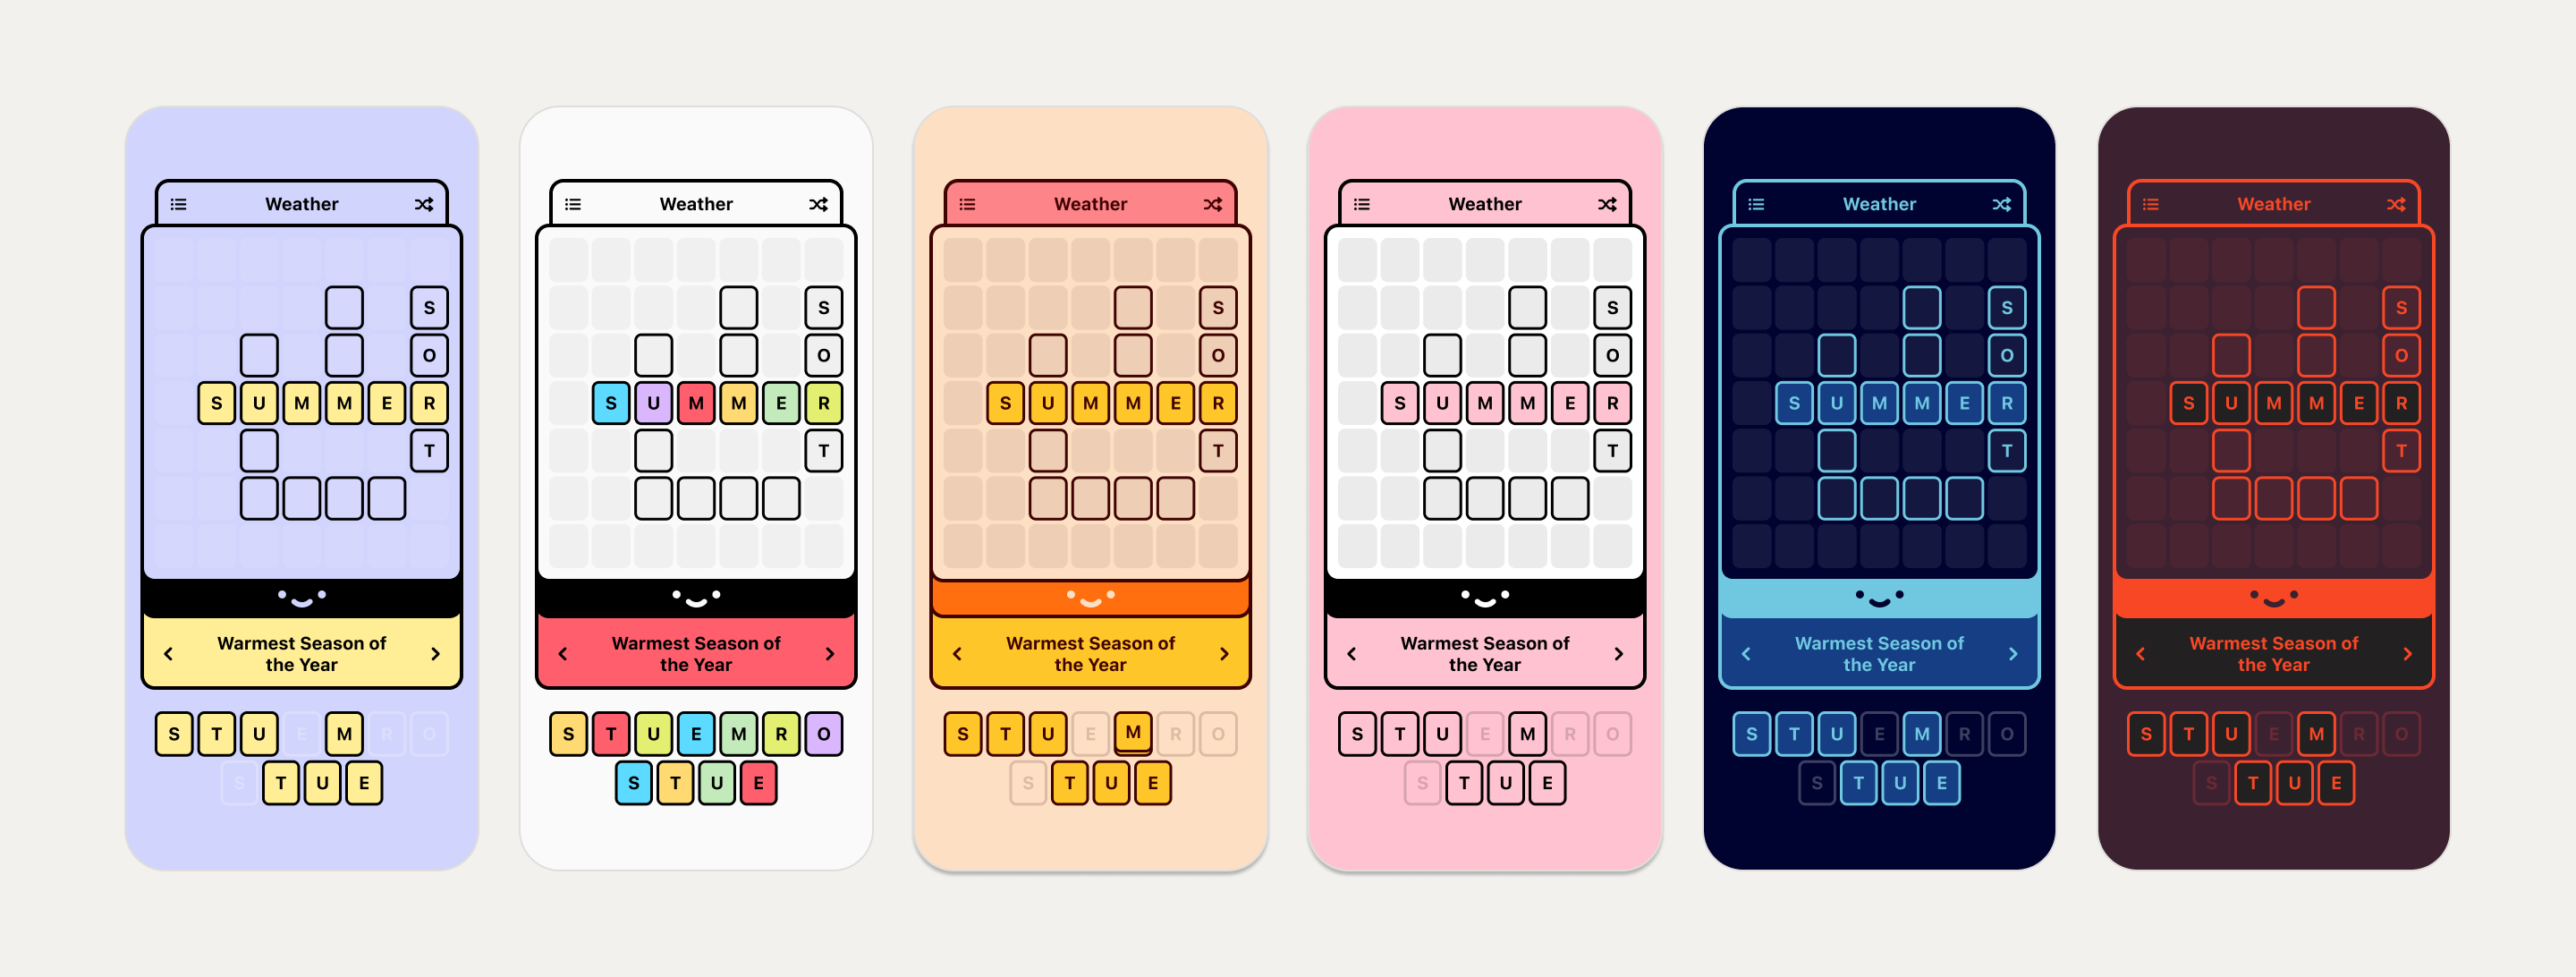 Weather
S
O
S U M M E R
T
Warmest Season of
the Year
S T U E M R O
S T U E
Weather
S
O
S U M M E R
T
Warmest Season of
the Year
S T U E M R O
S T U E
Weather
S
O
S U M M E R
T
Warmest Season of
the Year
S T U E M R O
S T U E
Weather
S
O
S U M M E R
T
Warmest Season of
the Year
S T U E M R O
S T U E
Weather
S
O
S U M M E R
T
Warmest Season of
the Year
S T U E M R O
S T U E
Weather
S
O
S U M M E R
T
Warmest Season of
the Year
S T U E M R O
S T U E